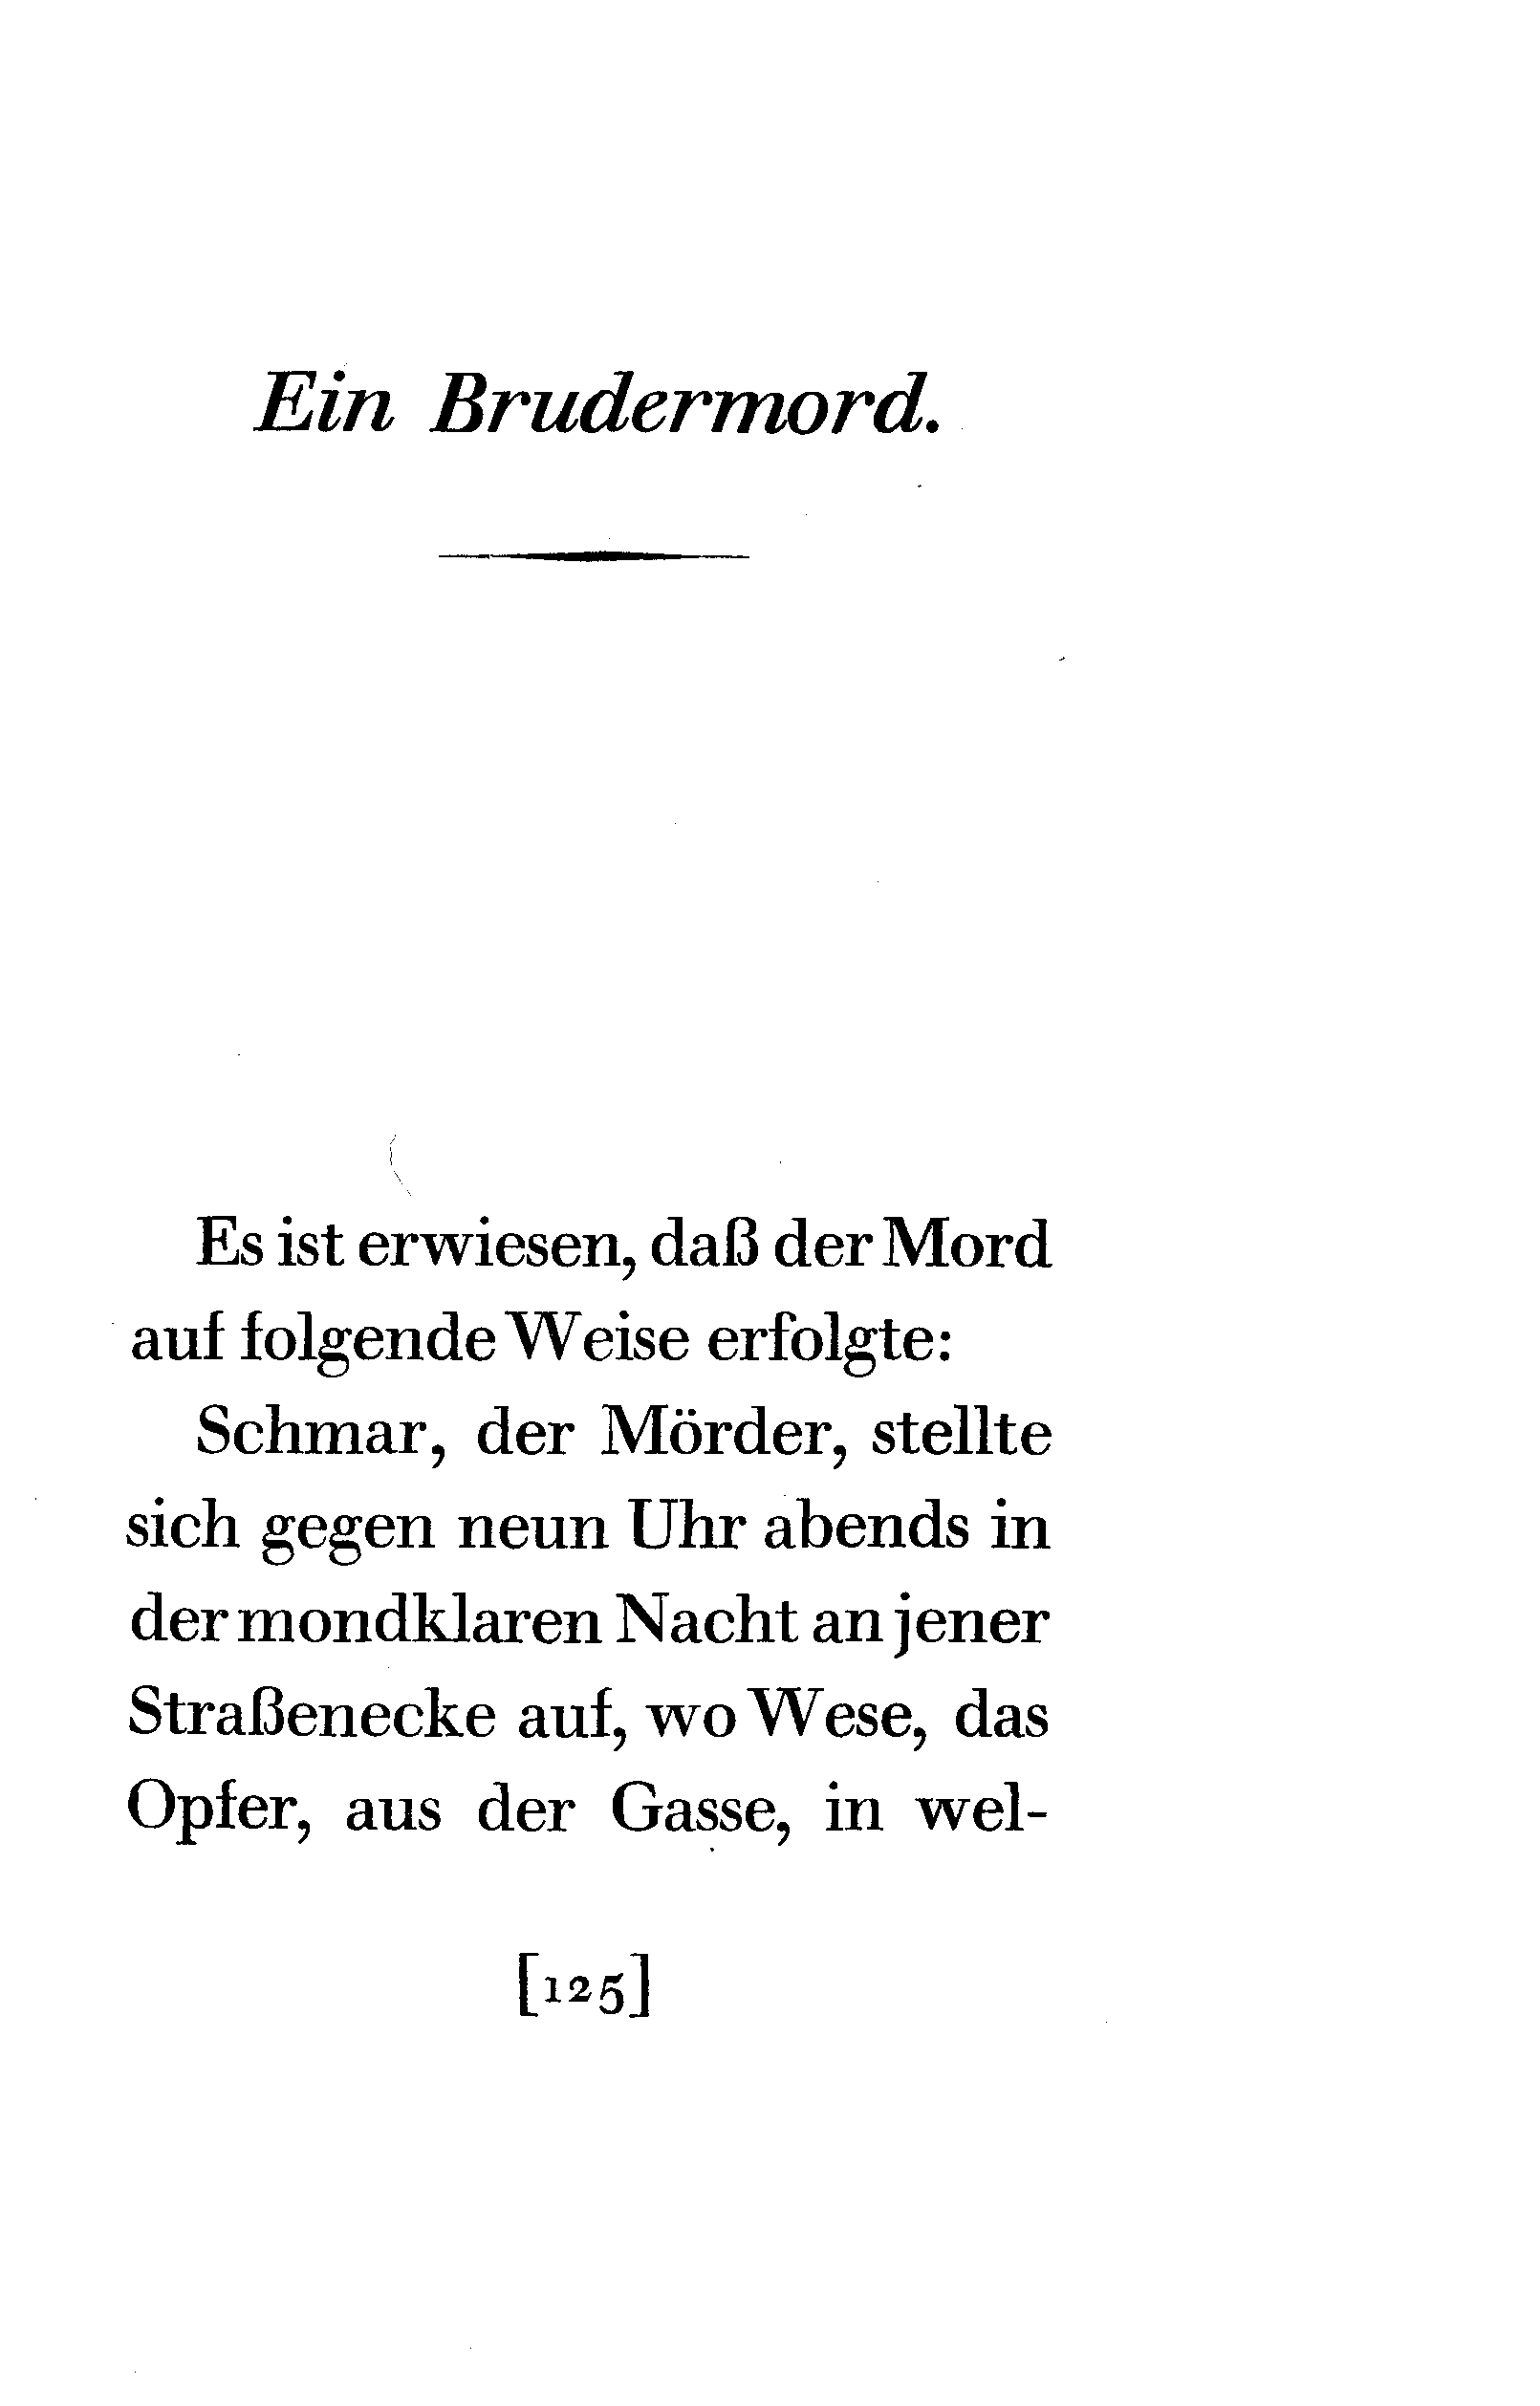 Ein Brudermord.
Es ist erwiesen, daß der Mord
auf folgende Weise erfolgte:
Schmar, der Mörder, stellte
sich gegen neun Uhr abends in
der mondklaren Nacht an jener
Straßenecke auf, wo Wese, das
Opfer, aus der Gasse, in wel-
[125]